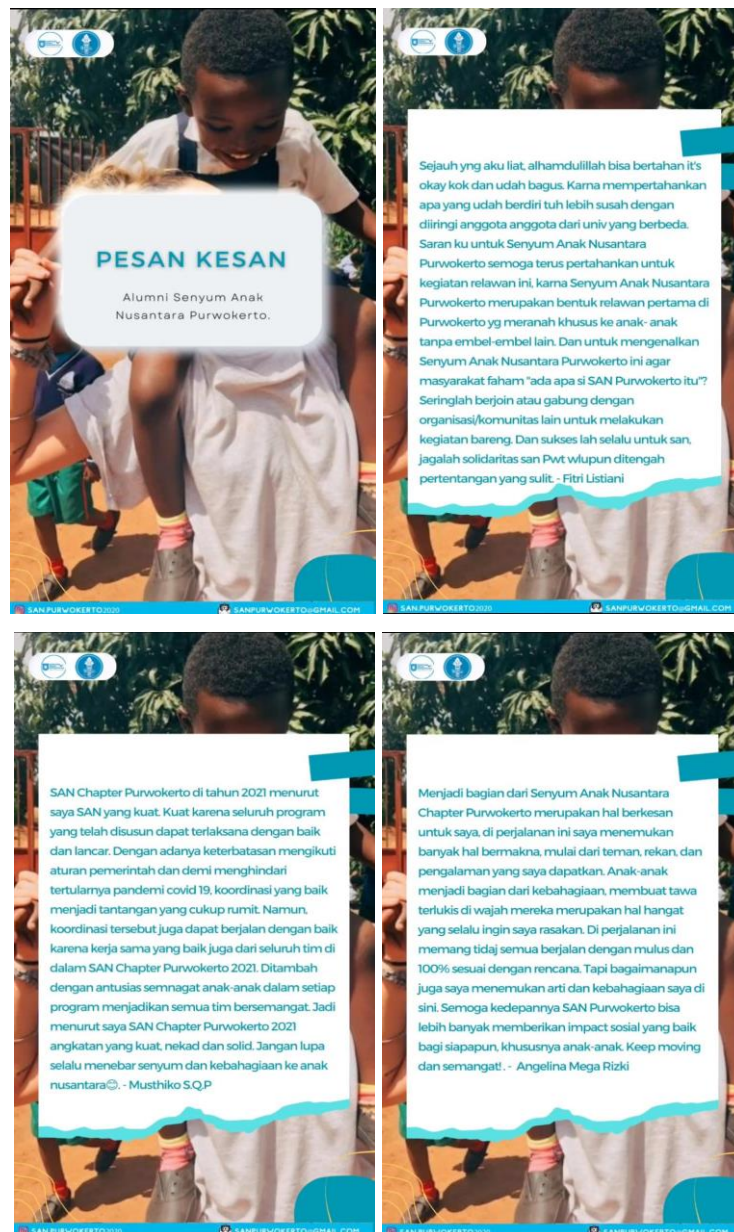 PESAN KESAN
Alumni Senyum Anak
Nusantara Purwokerto.
SAN.PURWOKERTO2020
SANPURWOKERTO@GMAIL.COM
Sejauh yng aku liat, alhamdulillah bisa bertahan it's
okay kok dan udah bagus. Karna mempertahankan
apa yang udah berdiri tuh lebih susah dengan
diiringi anggota anggota dari univ yang berbeda.
Saran ku untuk Senyum Anak Nusantara
Purwokerto semoga terus pertahankan untuk
kegiatan relawan ini, karna Senyum Anak Nusantara
Purwokerto merupakan bentuk relawan pertama di
Purwokerto yg meranah khusus ke anak- anak
tanpa embel-embel lain. Dan untuk mengenalkan
Senyum Anak Nusantara Purwokerto ini agar
masyarakat faham "ada apa si SAN Purwokerto itu"?
Seringlah berjoin atau gabung dengan
organisasi/komunitas lain untuk melakukan
kegiatan bareng. Dan sukses lah selalu untuk san,
jagalah solidaritas san Pwt wlupun ditengah
pertentangan yang sulit. - Fitri Listiani
SAN.PURWOKERTO2020
SANPURWOKERTO@GMAIL.COM
SAN Chapter Purwokerto di tahun 2021 menurut
saya SAN yang kuat. Kuat karena seluruh program
yang telah disusun dapat terlaksana dengan baik
dan lancar. Dengan adanya keterbatasan mengikuti
aturan pemerintah dan demi menghindari
tertularnya pandemi covid 19, koordinasi yang baik
menjadi tantangan yang cukup rumit. Namun,
koordinasi tersebut juga dapat berjalan dengan baik
karena kerja sama yang baik juga dari seluruh tim di
dalam SAN Chapter Purwokerto 2021. Ditambah
dengan antusias semnagat anak-anak dalam setiap
program menjadikan semua tim bersemangat. Jadi
menurut saya SAN Chapter Purwokerto 2021
angkatan yang kuat, nekad dan solid. Jangan lupa
selalu menebar senyum dan kebahagiaan ke anak
nusantara😊. - Musthiko S.Q.P
SAN.PURWOKERTO2020
SANPURWOKERTO@GMAIL.COM
Menjadi bagian dari Senyum Anak Nusantara
Chapter Purwokerto merupakan hal berkesan
untuk saya, di perjalanan ini saya menemukan
banyak hal bermakna, mulai dari teman, rekan, dan
pengalaman yang saya dapatkan. Anak-anak
menjadi bagian dari kebahagiaan, membuat tawa
terlukis di wajah mereka merupakan hal hangat
yang selalu ingin saya rasakan. Di perjalanan ini
memang tidaj semua berjalan dengan mulus dan
100% sesuai dengan rencana. Tapi bagaimanapun
juga saya menemukan arti dan kebahagiaan saya di
sini. Semoga kedepannya SAN Purwokerto bisa
lebih banyak memberikan impact sosial yang baik
bagi siapapun, khususnya anak-anak. Keep moving
dan semangat! . - Angelina Mega Rizki
SAN.PURWOKERTO2020
SANPURWOKERTO@GMAIL.COM